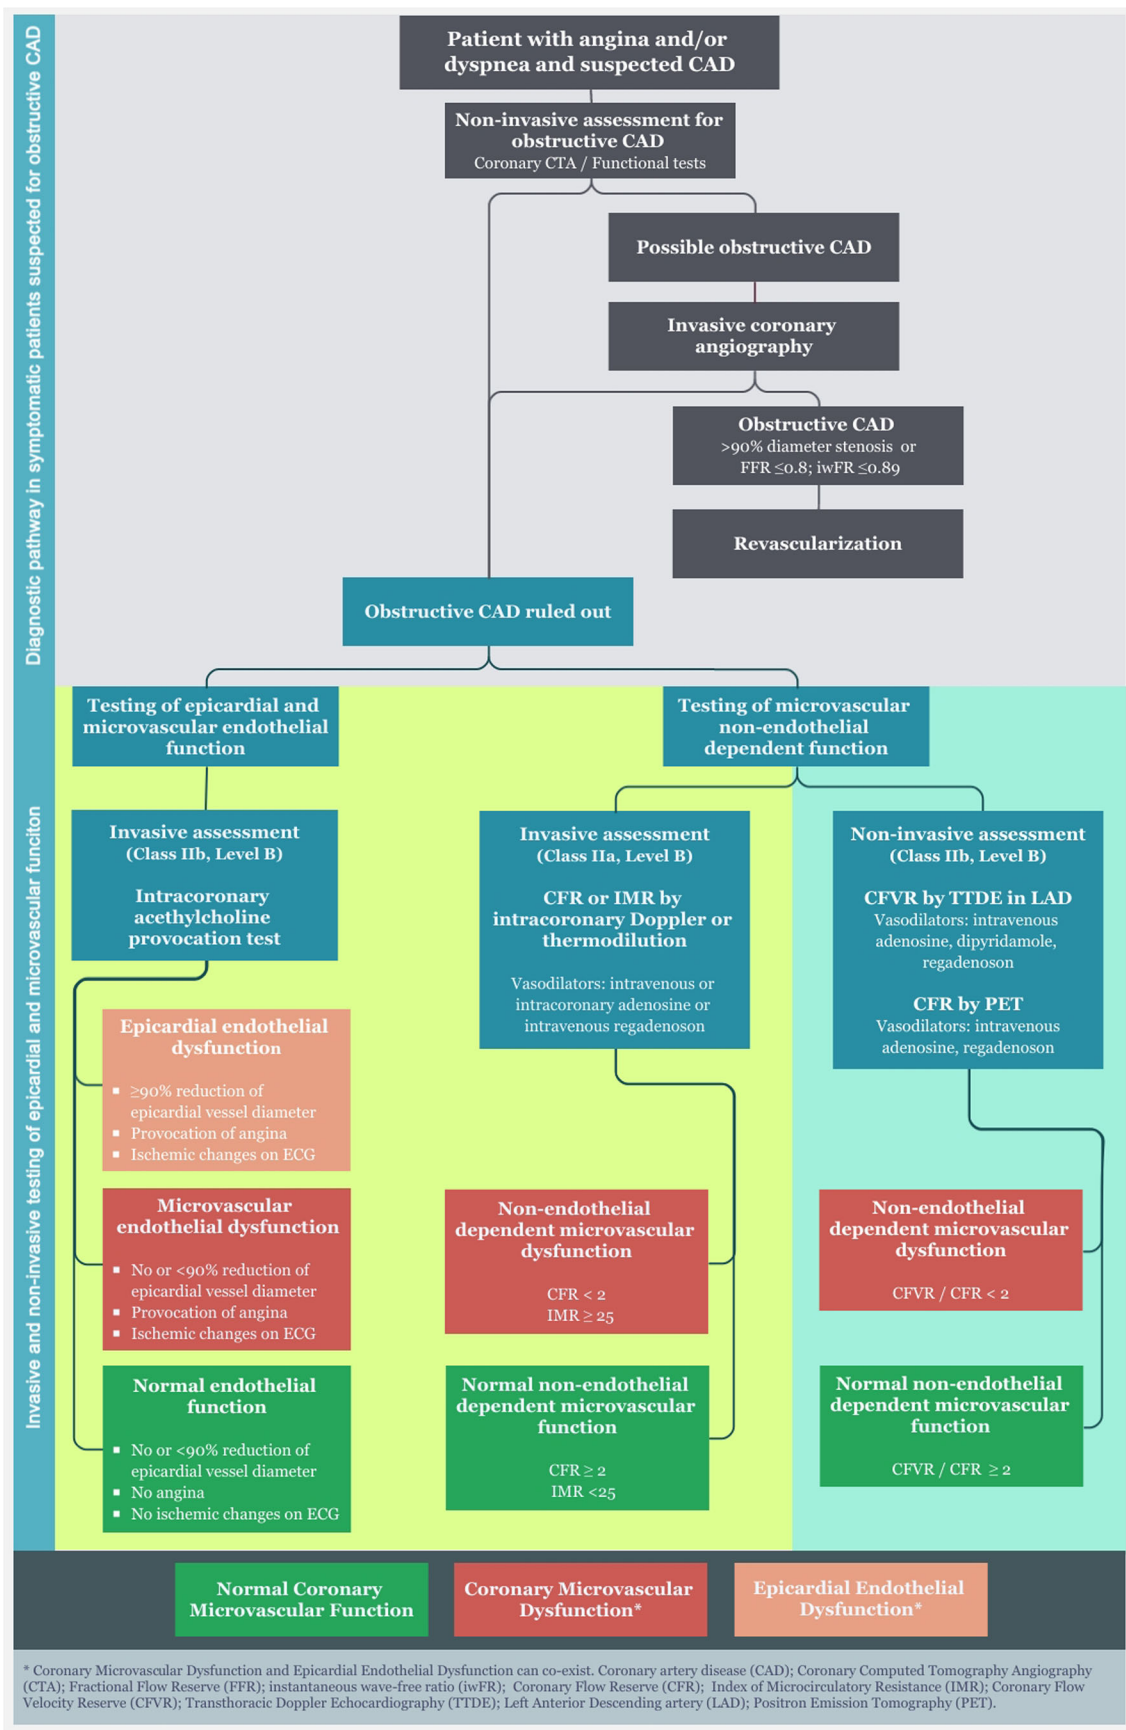 Diagnostic pathway in symptomatic patients suspected for obstructive CAD
Patient with angina and/or
dyspnea and suspected CAD
Non-invasive assessment for
obstructive CAD
Coronary CTA / Functional tests
Possible obstructive CAD
Invasive coronary
angiography
Obstructive CAD
>90% diameter stenosis or
FFR ≤0.8; iwFR ≤0.89
Revascularization
Obstructive CAD ruled out
Invasive and non-invasive testing of epicardial and microvascular funciton
Testing of epicardial and
microvascular endothelial
function
Invasive assessment
(Class IIb, Level B)
Intracoronary
acethylcholine
provocation test
Epicardial endothelial
dysfunction
▪ ≥90% reduction of
epicardial vessel diameter
▪ Provocation of angina
▪ Ischemic changes on ECG
Microvascular
endothelial dysfunction
▪ No or <90% reduction of
epicardial vessel diameter
▪ Provocation of angina
▪ Ischemic changes on ECG
Normal endothelial
function
▪ No or <90% reduction of
epicardial vessel diameter
▪ No angina
▪ No ischemic changes on ECG
Testing of microvascular
non-endothelial
dependent function
Invasive assessment
(Class IIa, Level B)
CFR or IMR by
intracoronary Doppler or
thermodilution
Vasodilators: intravenous or
intracoronary adenosine or
intravenous regadenoson
Non-endothelial
dependent microvascular
dysfunction
CFR < 2
IMR ≥ 25
Normal non-endothelial
dependent microvascular
function
CFR ≥ 2
IMR <25
Non-invasive assessment
(Class IIb, Level B)
CFVR by TTDE in LAD
Vasodilators: intravenous
adenosine, dipyridamole,
regadenoson
CFR by PET
Vasodilators: intravenous
adenosine, regadenoson
Non-endothelial
dependent microvascular
dysfunction
CFVR / CFR < 2
Normal non-endothelial
dependent microvascular
function
CFVR / CFR ≥ 2
Normal Coronary
Microvascular Function
Coronary Microvascular
Dysfunction*
Epicardial Endothelial
Dysfunction*
* Coronary Microvascular Dysfunction and Epicardial Endothelial Dysfunction can co-exist. Coronary artery disease (CAD); Coronary Computed Tomography Angiography
(CTA); Fractional Flow Reserve (FFR); instantaneous wave-free ratio (iwFR); Coronary Flow Reserve (CFR); Index of Microcirculatory Resistance (IMR); Coronary Flow
Velocity Reserve (CFVR); Transthoracic Doppler Echocardiography (TTDE); Left Anterior Descending artery (LAD); Positron Emission Tomography (PET).